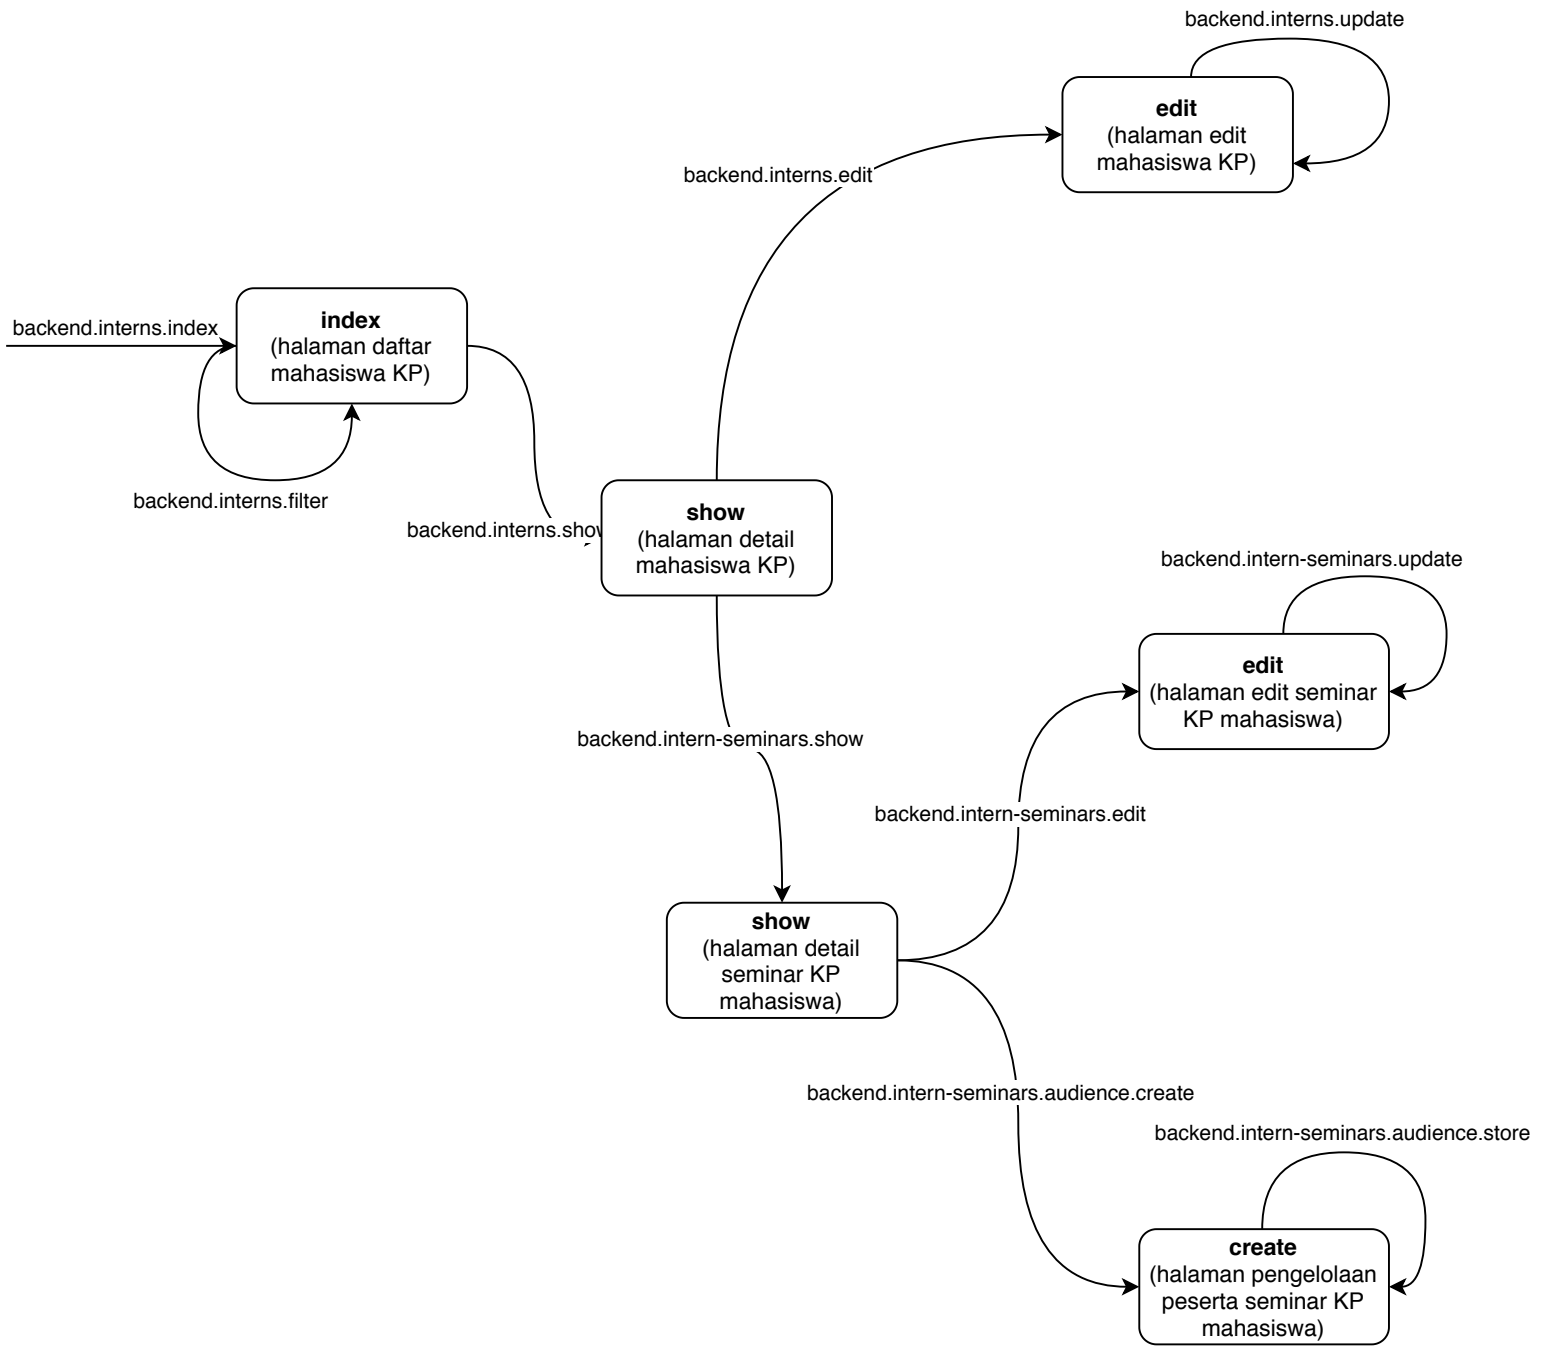 backend.interns.update
edit
(halaman edit
mahasiswa KP)
backend.interns.edit
index
(halaman daftar
mahasiswa KP)
backend.interns.index
backend.interns.filter
backend.interns.show
show
(halaman detail
mahasiswa KP)
backend.intern-seminars.update
edit
(halaman edit seminar
KP mahasiswa)
backend.intern-seminars.show
backend.intern-seminars.edit
show
(halaman detail
seminar KP
mahasiswa)
backend.intern-seminars.audience.create
backend.intern-seminars.audience.store
create
(halaman pengelolaan
peserta seminar KP
mahasiswa)